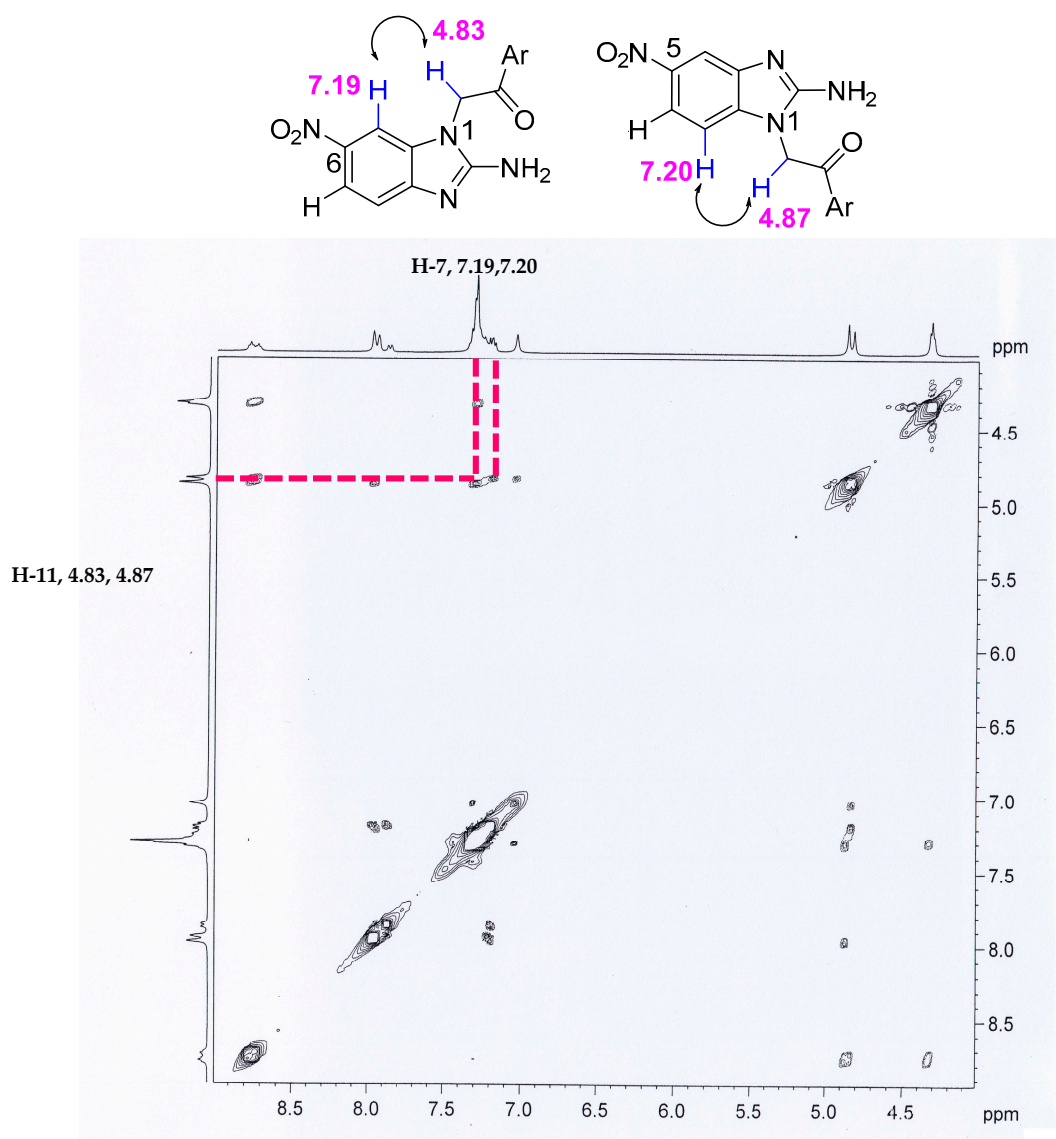 4.83
Ar
H
7.19 H
O
O₂N
N 1
6
NH₂
H
N
5
O₂N
N
NH₂
N
1
H
O
7.20 H
H
Ar
4.87
H-7, 7.19,7.20
ppm
4.5
5.0
H-11, 4.83, 4.87
5.5
6.0
6.5
7.0
7.5
8.0
8.5
8.5 8.0 7.5 7.0 6.5 6.0 5.5 5.0 4.5 ppm